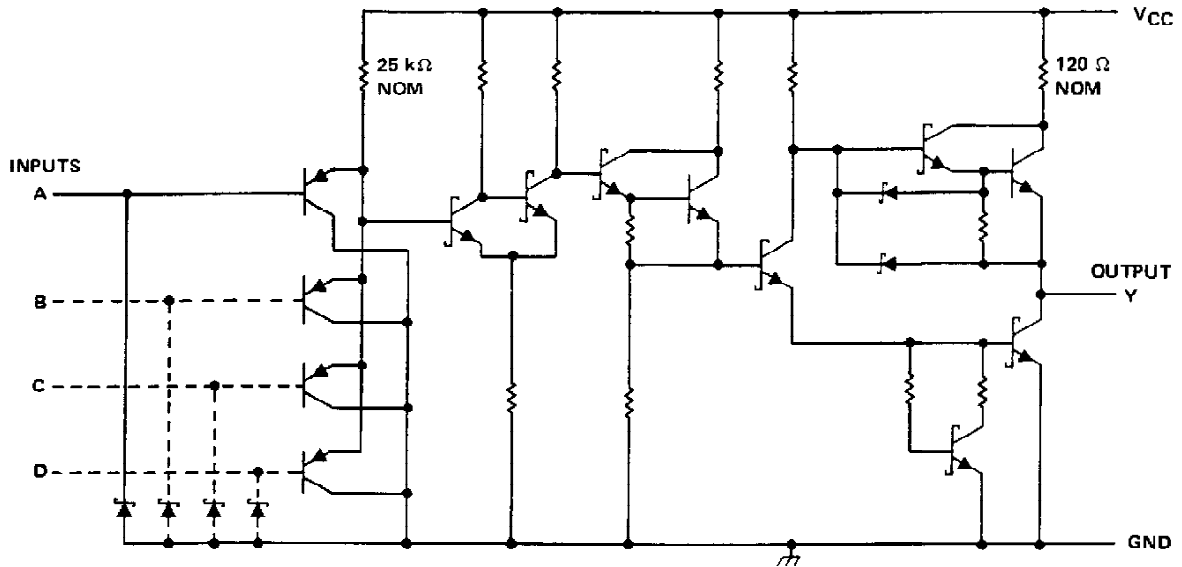 VCC
25 kΩ
NOM
120 Ω
NOM
INPUTS
A
B
C
D
OUTPUT
Y
GND